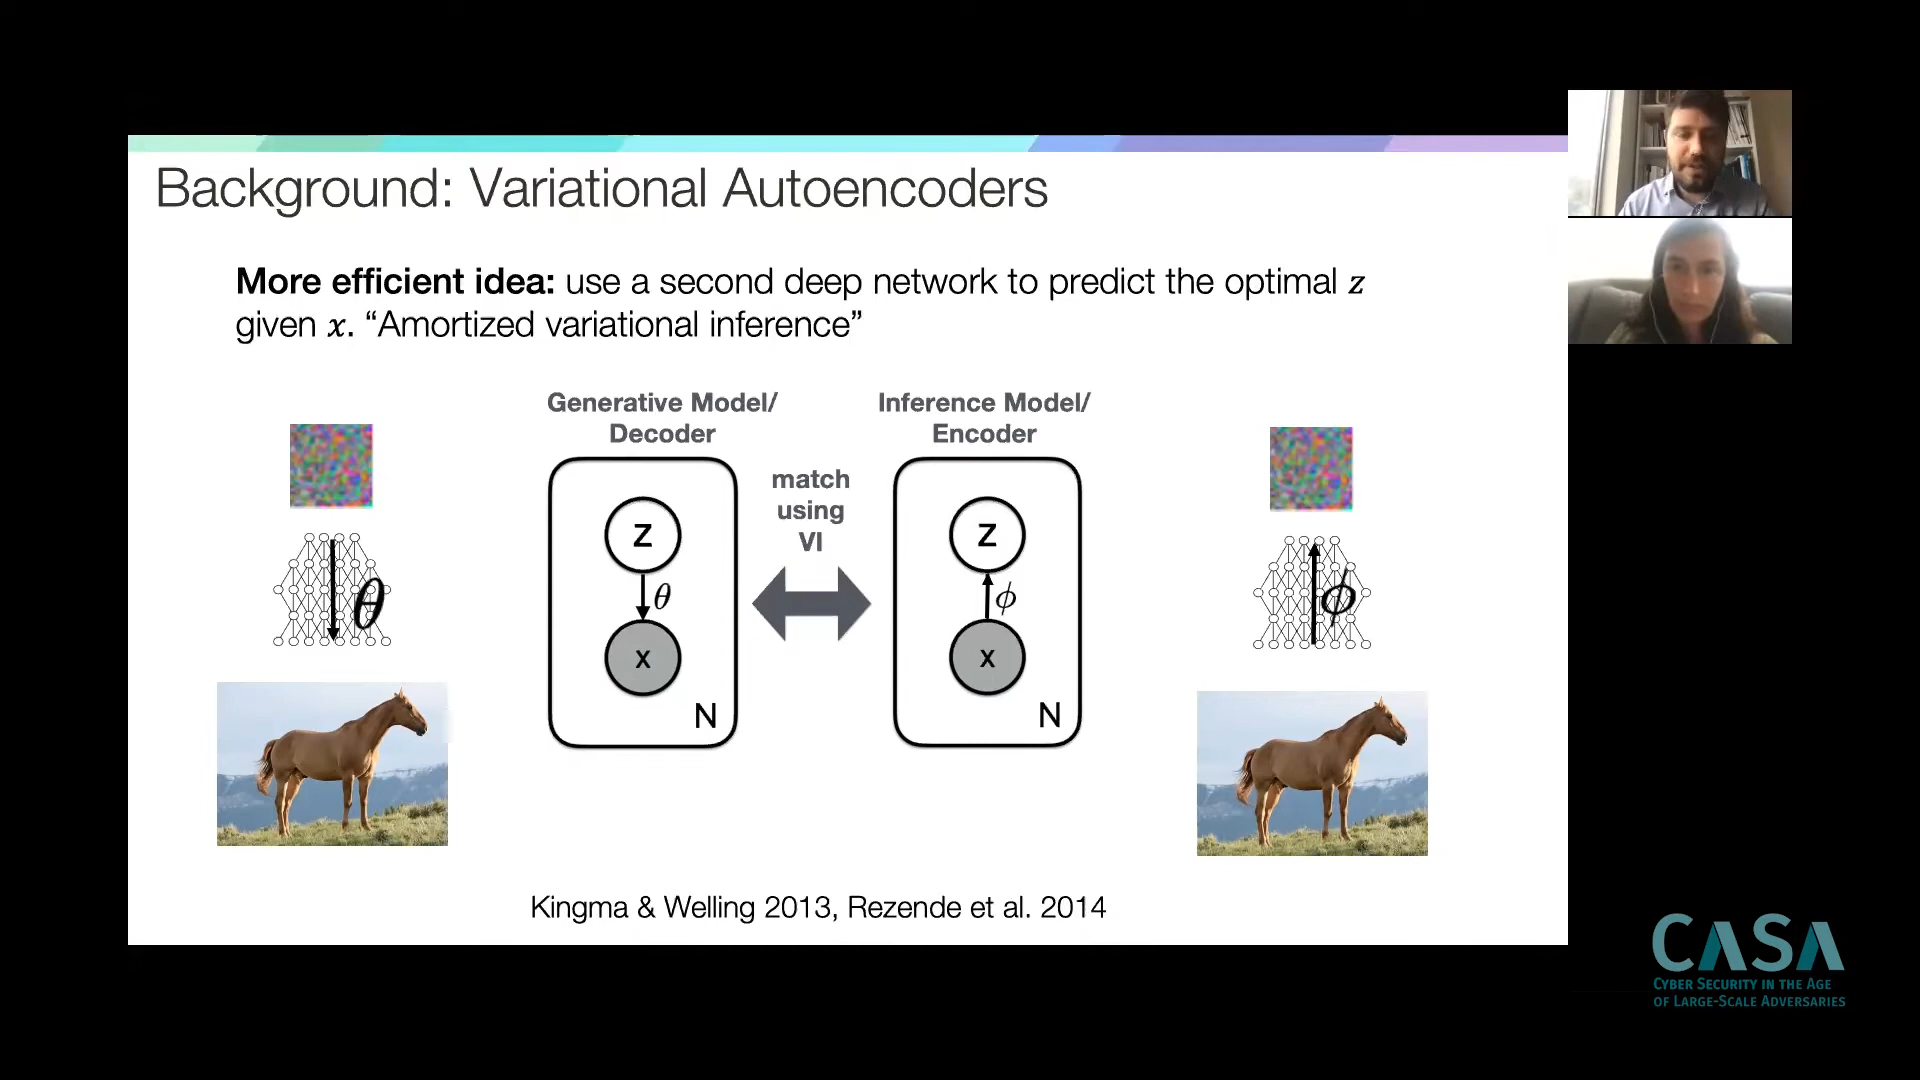 Background: Variational Autoencoders
More efficient idea: use a second deep network to predict the optimal z
given x. “Amortized variational inference”
Generative Model/
Decoder
Z
θ
x
N
match
using
VI
Inference Model/
Encoder
Z
ϕ
x
N
θ
ϕ
Kingma & Welling 2013, Rezende et al. 2014
CASA
CYBER SECURITY IN THE AGE
OF LARGE-SCALE ADVERSARIES